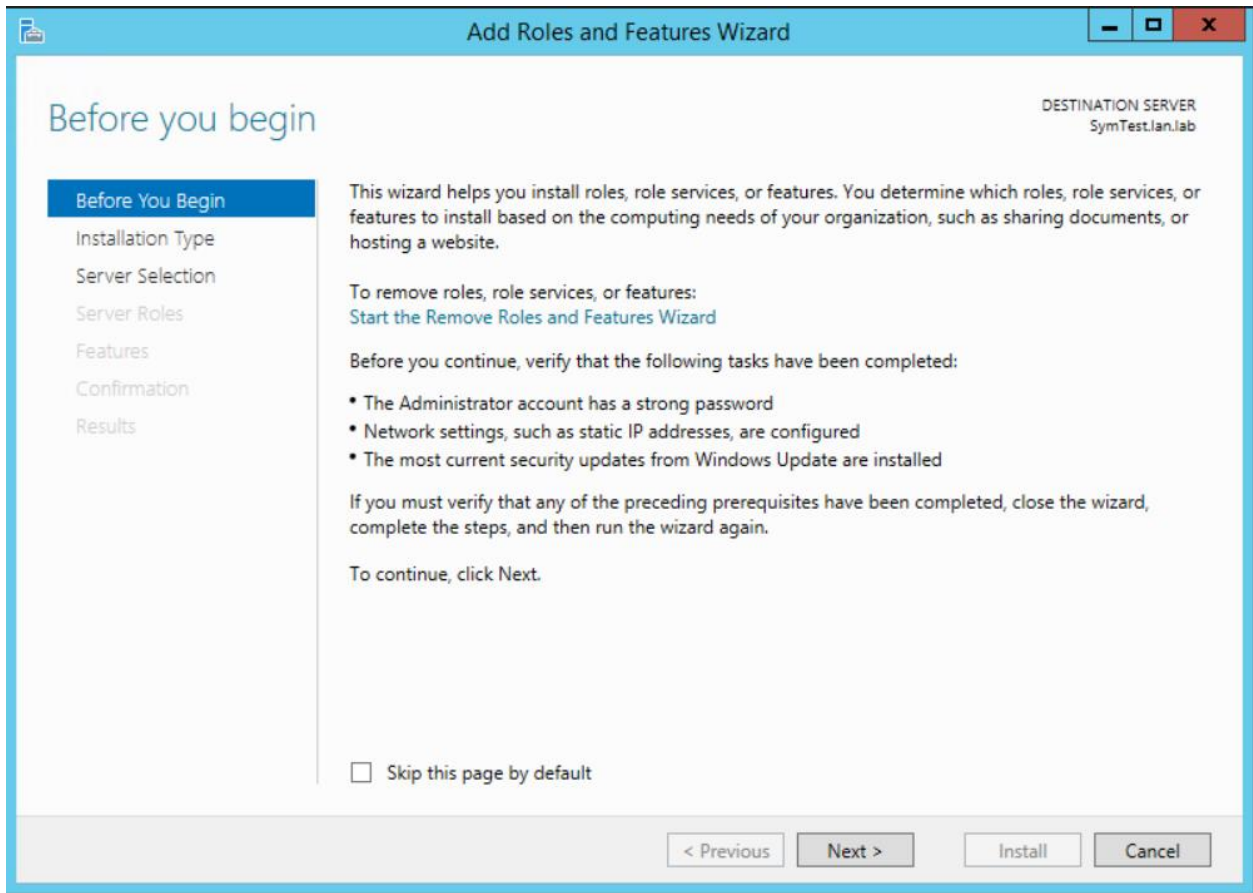 Add Roles and Features Wizard
Before you begin
DESTINATION SERVER
SymTest.lan.lab
Before You Begin
Installation Type
Server Selection
Server Roles
Features
Confirmation
Results
This wizard helps you install roles, role services, or features. You determine which roles, role services, or
features to install based on the computing needs of your organization, such as sharing documents, or
hosting a website.
To remove roles, role services, or features:
Start the Remove Roles and Features Wizard
Before you continue, verify that the following tasks have been completed:
• The Administrator account has a strong password
• Network settings, such as static IP addresses, are configured
• The most current security updates from Windows Update are installed
If you must verify that any of the preceding prerequisites have been completed, close the wizard,
complete the steps, and then run the wizard again.
To continue, click Next.
Skip this page by default
< Previous
Next >
Install
Cancel